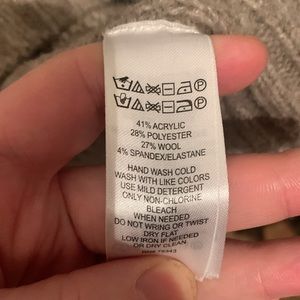 41% ACRYLIC
28% POLYESTER
27% WOOL
4% SPANDEX/ELASTANE
HAND WASH COLD
WASH WITH LIKE COLORS
USE MILD DETERGENT
ONLY NON-CHLORINE
BLEACH
WHEN NEEDED
DO NOT WRING OR TWIST
DRY FLAT
LOW IRON IF NEEDED
OR DRY CLEAN